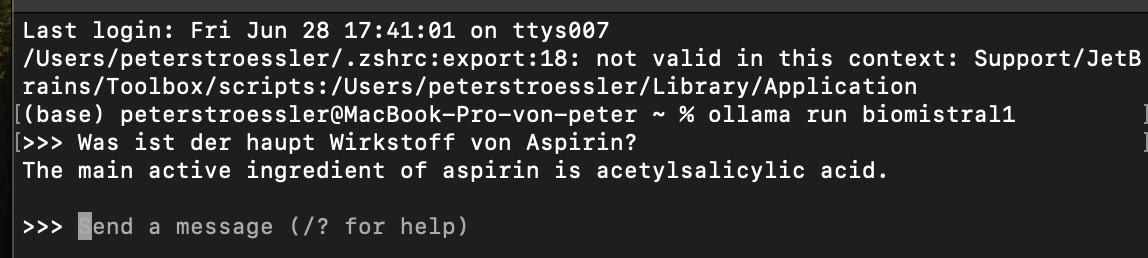 Last login: Fri Jun 28 17:41:01 on ttys007
/Users/peterstroessler/.zshrc:export:18: not valid in this context: Support/JetB
rains/Toolbox/scripts:/Users/peterstroessler/Library/Application
[(base) peterstroessler@MacBook-Pro-von-peter ~ % ollama run biomistral1 ]
[>>> Was ist der haupt Wirkstoff von Aspirin? ]
The main active ingredient of aspirin is acetylsalicylic acid.
>>> Send a message (/? for help)